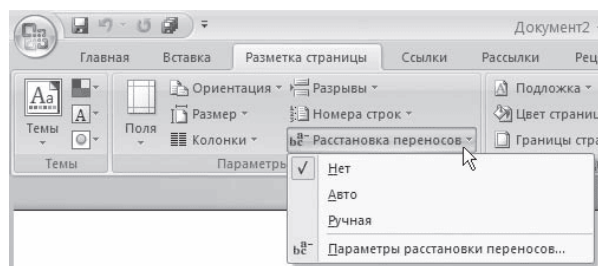 Документ2 -
Главная Вставка Разметка страницы Ссылки Рассылки Рец
Темы Поля Ориентация Разрывы Подложка
Размер Номера строк Цвет страниц
Колонки Расстановка переносов Границы стра
Темы Параметры
Нет
Авто
Ручная
Параметры расстановки переносов...